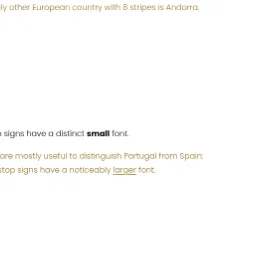 ly other European country with 8 stripes is Andorra.
signs have a distinct small font.
are mostly useful to distinguish Portugal from Spain;
stop signs have a noticeably larger font.